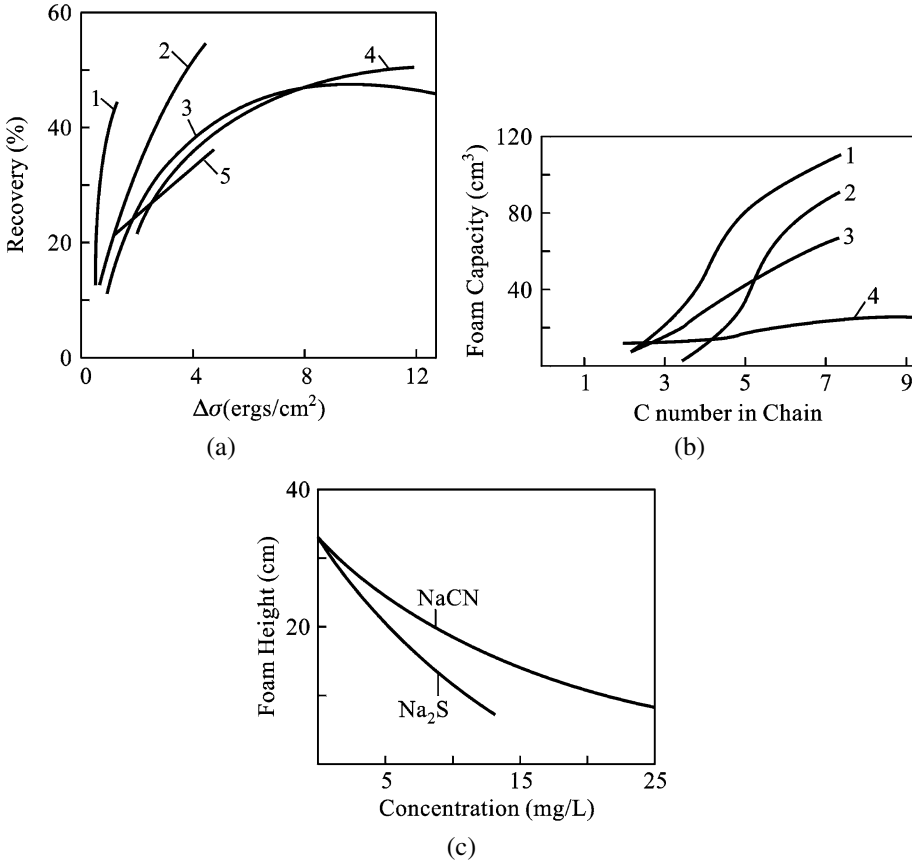 60
40
20
0
Recovery (%)
1
2
3
4
5
0 4 8 12
Δσ(ergs/cm²)
(a)
120
80
40
Foam Capacity (cm³)
1
2
3
4
1 3 5 7 9
C number in Chain
(b)
40
20
Foam Height (cm)
NaCN
Na₂S
5 15 25
Concentration (mg/L)
(c)